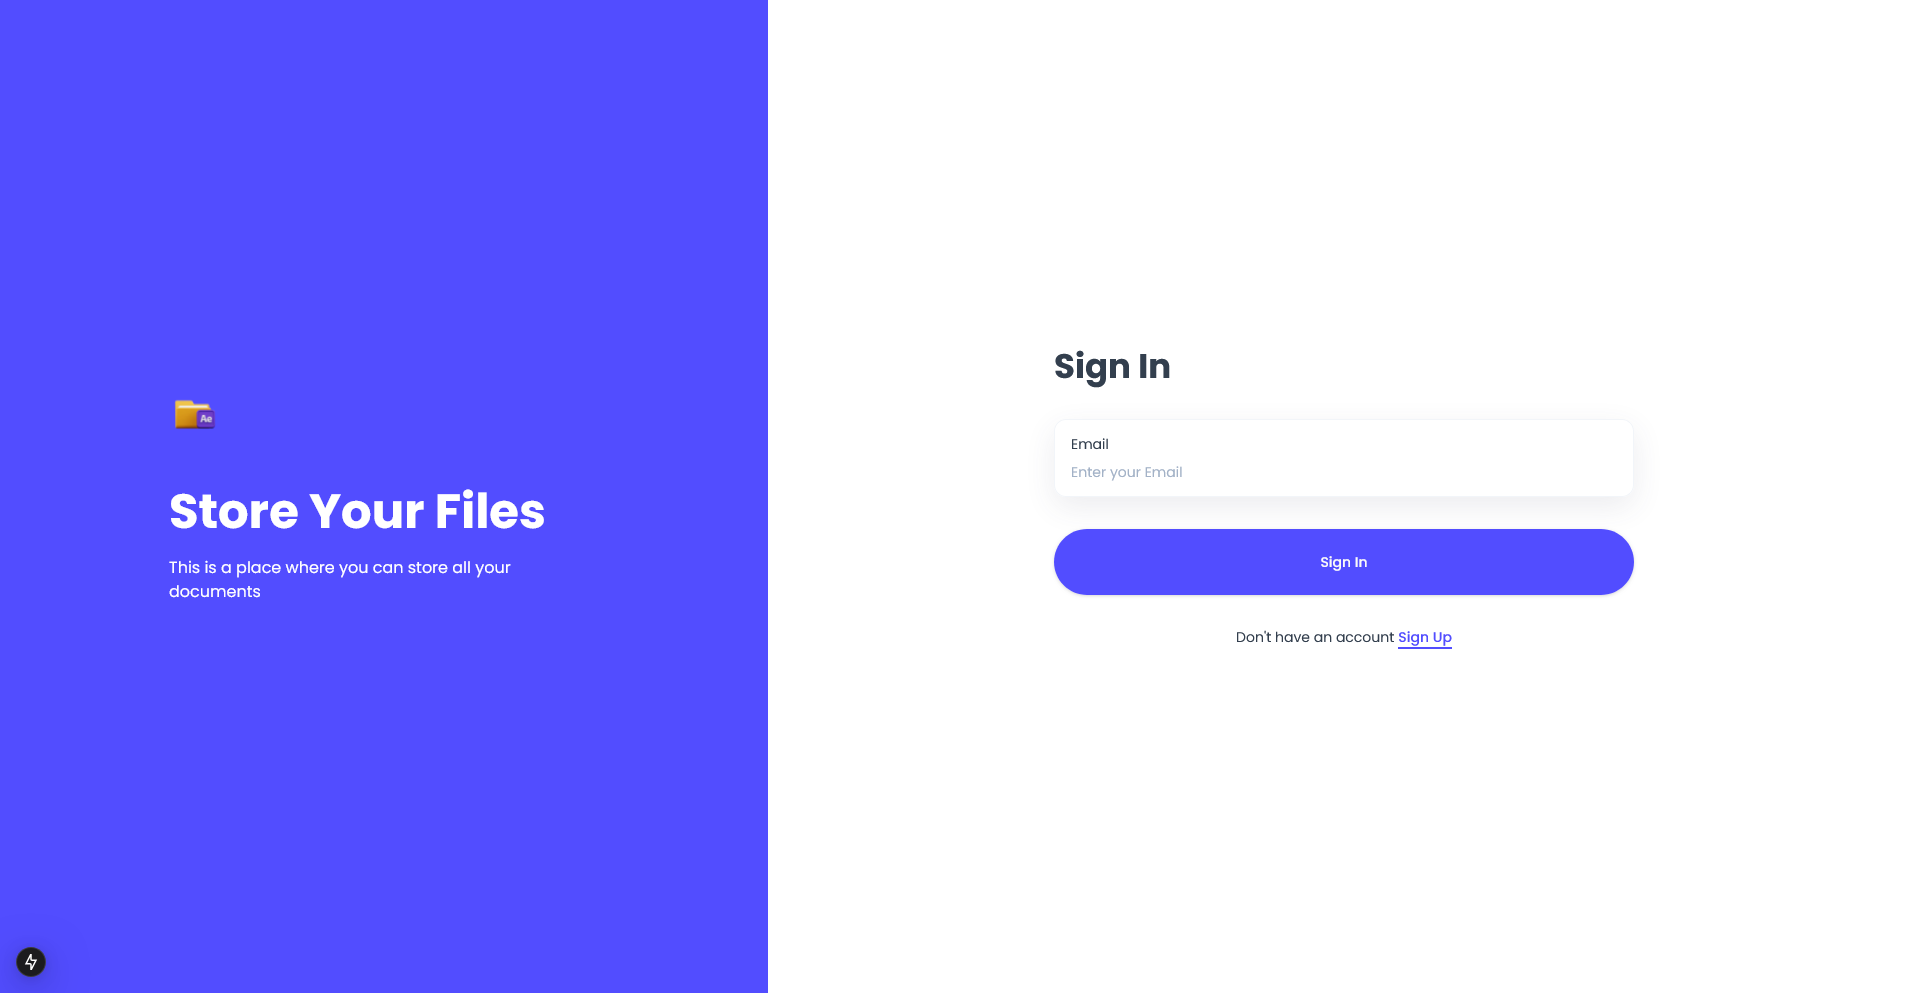 Ae
Store Your Files
This is a place where you can store all your
documents
Sign In
Email
Enter your Email
Sign In
Don't have an account Sign Up